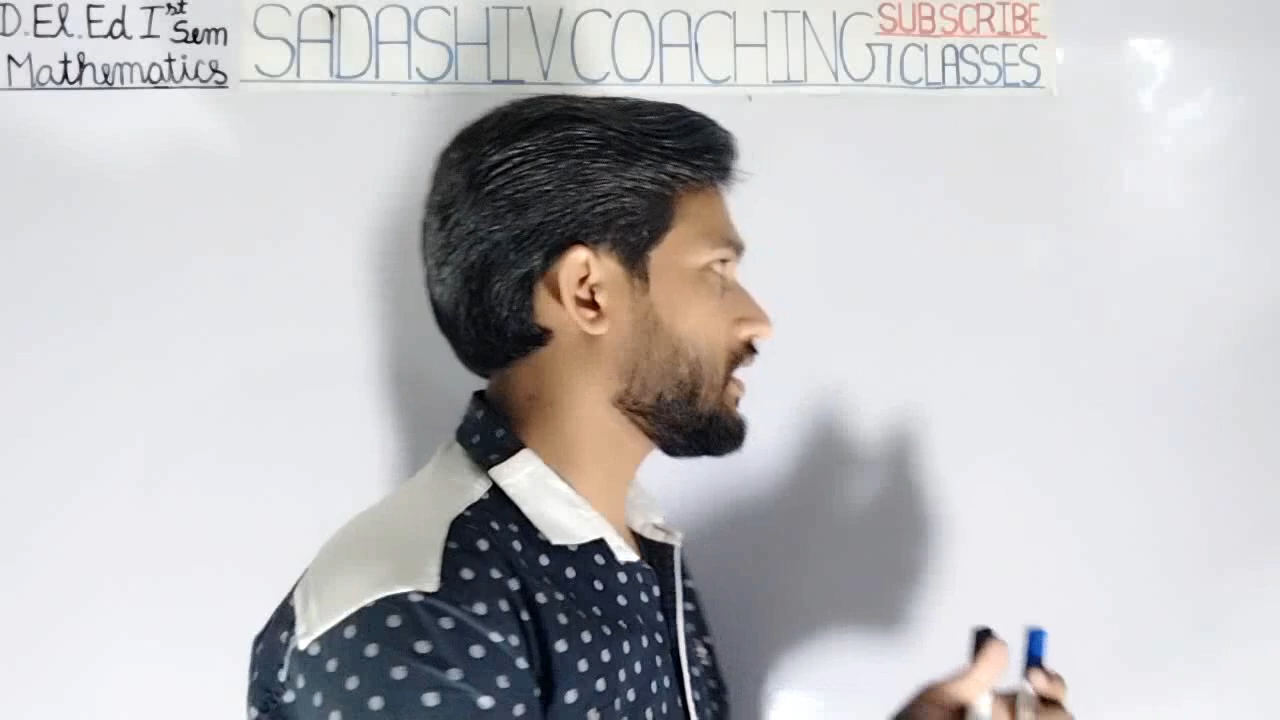 D.El.Ed Ist Sem
Mathematics
SADASHIV COACHING CLASSES
SUBSCRIBE